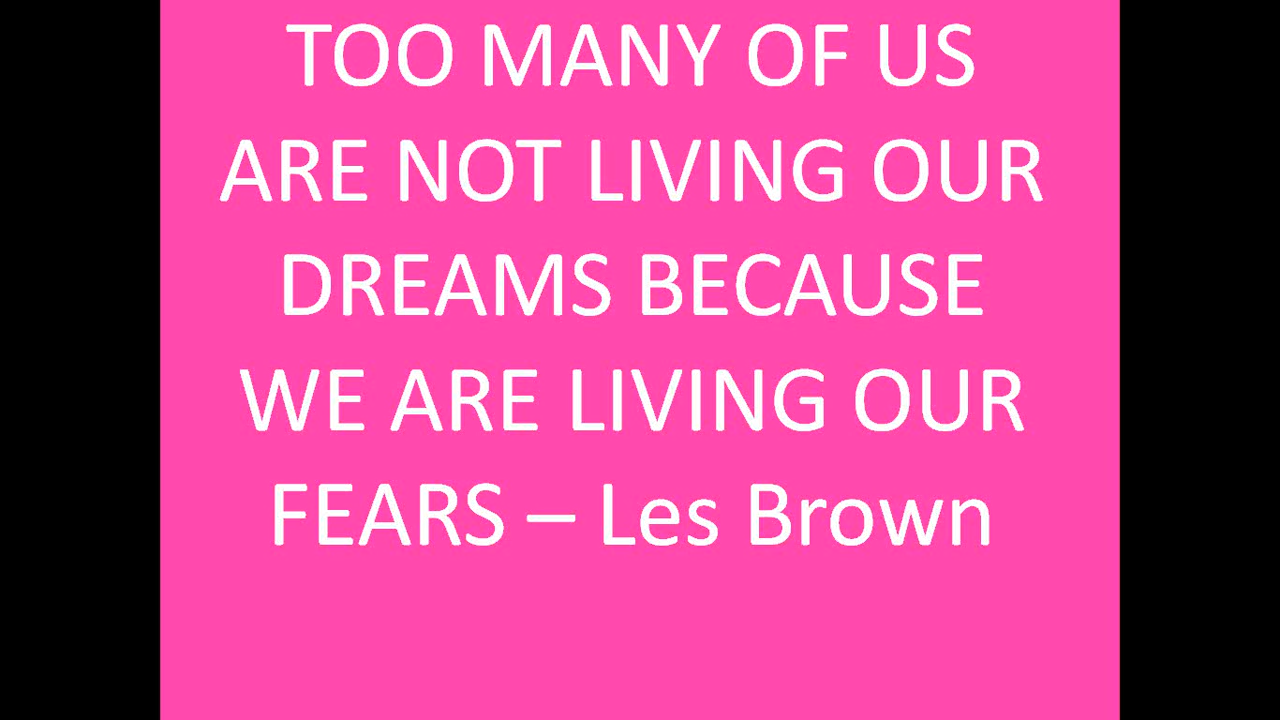 TOO MANY OF US
ARE NOT LIVING OUR
DREAMS BECAUSE
WE ARE LIVING OUR
FEARS – Les Brown